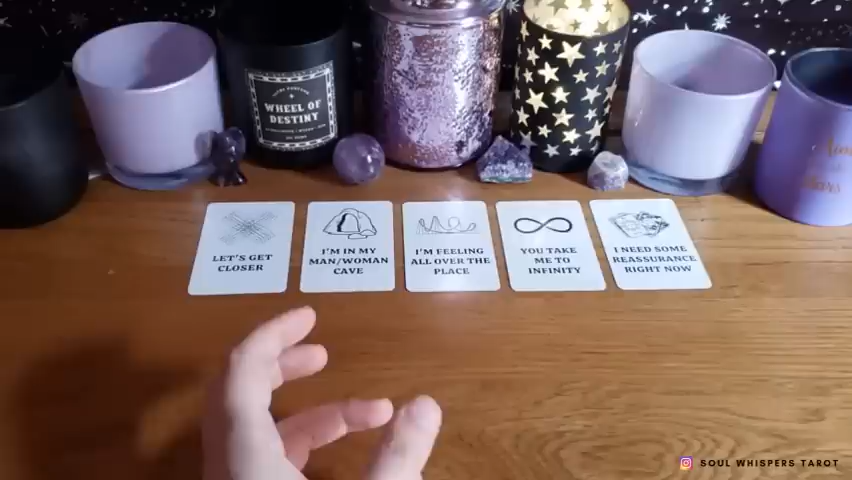 WHEEL OF
DESTINY
LET'S GET
CLOSER
I'M IN MY
MAN/WOMAN
CAVE
I'M FEELING
ALL OVER THE
PLACE
YOU TAKE
ME TO
INFINITY
I NEED SOME
REASSURANCE
RIGHT NOW
SOUL WHISPERS TAROT